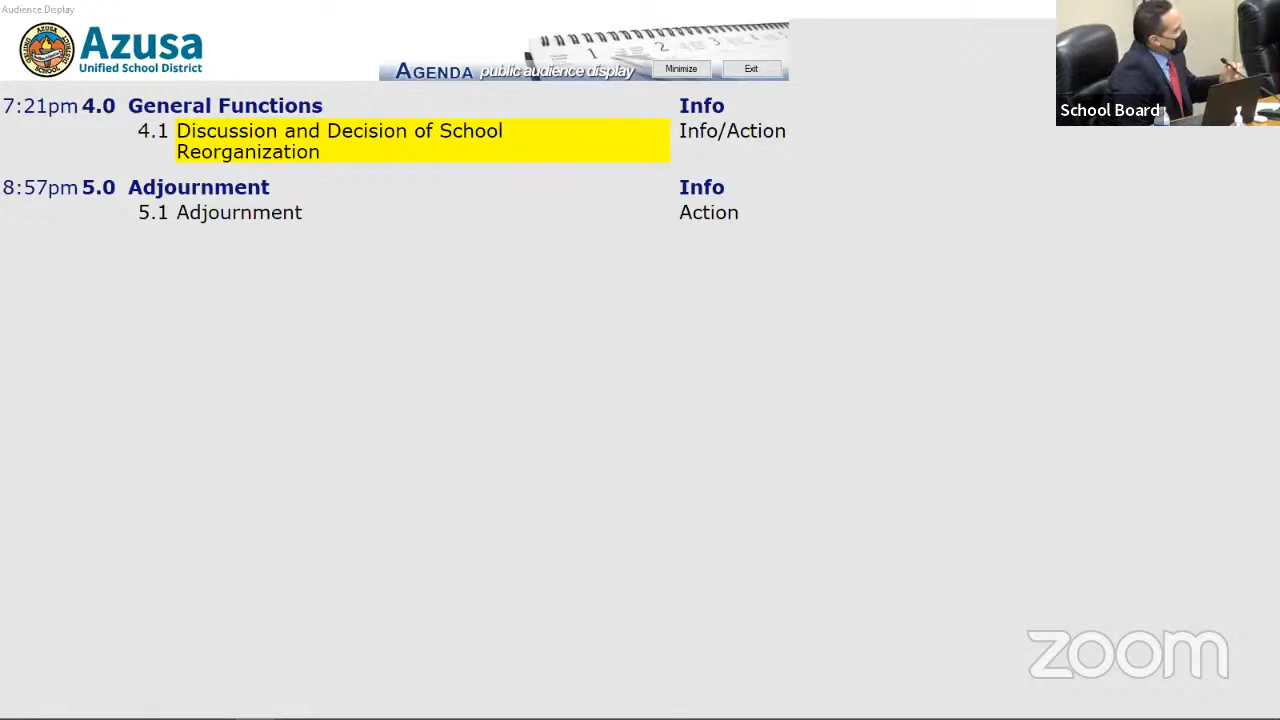 Audience Display
Azusa
Unified School District
AGENDA public audience display
Minimize
Exit
School Board
7:21pm 4.0 General Functions Info
4.1 Discussion and Decision of School Info/Action
Reorganization
8:57pm 5.0 Adjournment Info
5.1 Adjournment Action
zoom